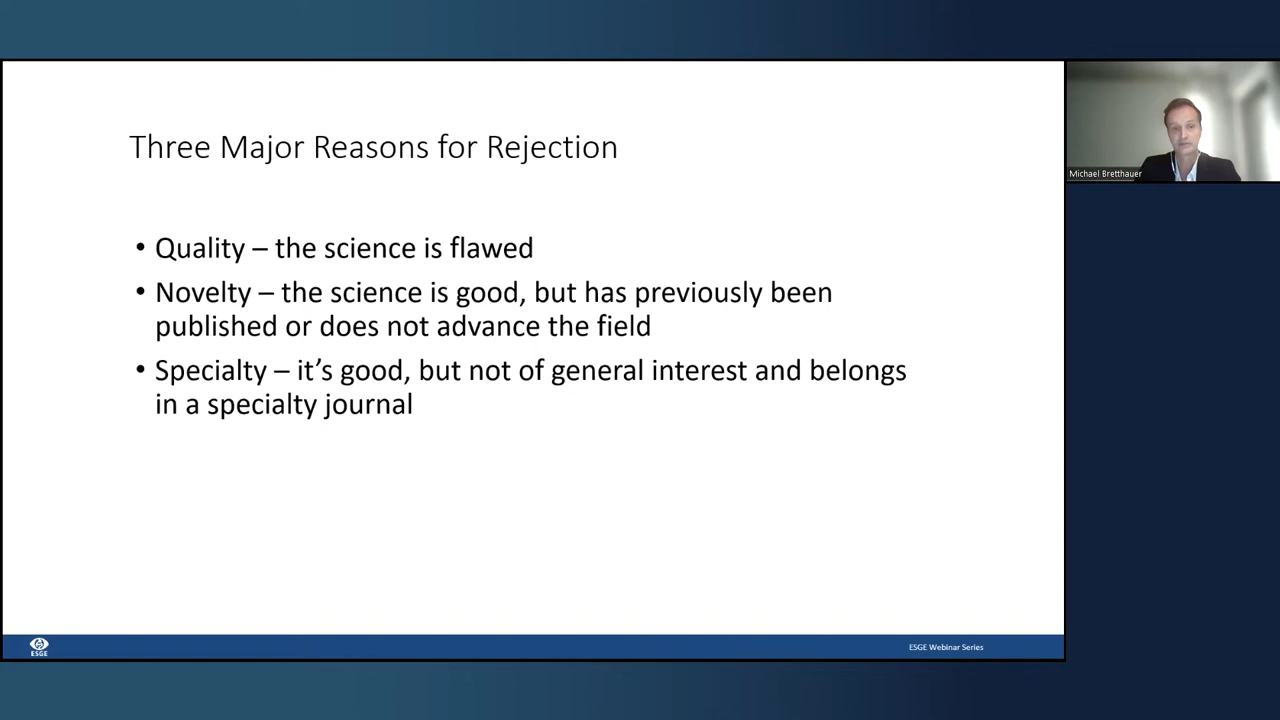 Three Major Reasons for Rejection
• Quality – the science is flawed
• Novelty – the science is good, but has previously been
published or does not advance the field
• Specialty – it’s good, but not of general interest and belongs
in a specialty journal
Michael Bretthauer
ESGE
ESGE Webinar Series